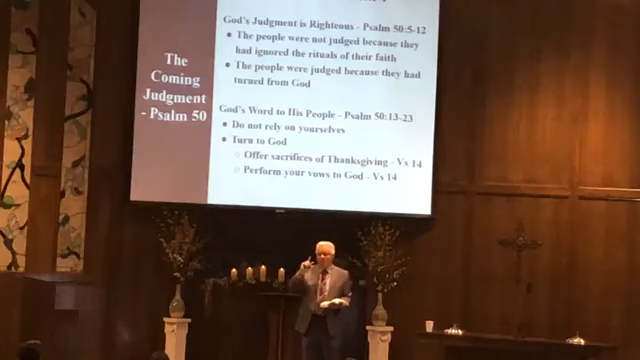 The
Coming
Judgment
- Psalm 50
God's Judgment is Righteous - Psalm 50:5-12
• The people were not judged because they
had ignored the rituals of their faith
• The people were judged because they had
turned from God
God's Word to His People - Psalm 50:13-23
• Do not rely on yourselves
• Turn to God
○ Offer sacrifices of Thanksgiving - Vs 14
○ Perform your vows to God - Vs 14